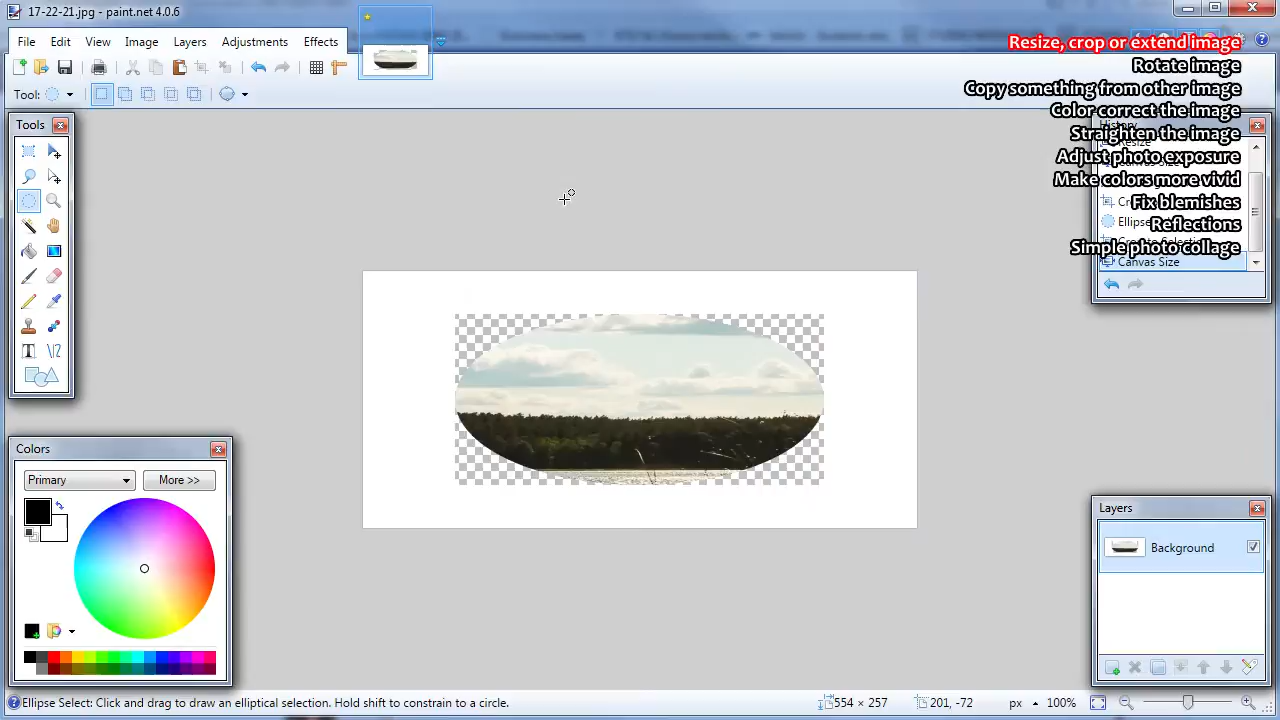 17-22-21.jpg - paint.net 4.0.6
File Edit View Image Layers Adjustments Effects
Resize, crop or extend image
Rotate image
Copy something from other image
Color correct the image
Straighten the image
Adjust photo exposure
Make colors more vivid
Fix blemishes
Reflections
Simple photo collage
Tool:
Tools
History
Resize
Canvas Size
Canvas Size
Colors
Primary
More >>
Layers
Background
Ellipse Select: Click and drag to draw an elliptical selection. Hold shift to constrain to a circle.
554 × 257
201, -72
px
100%